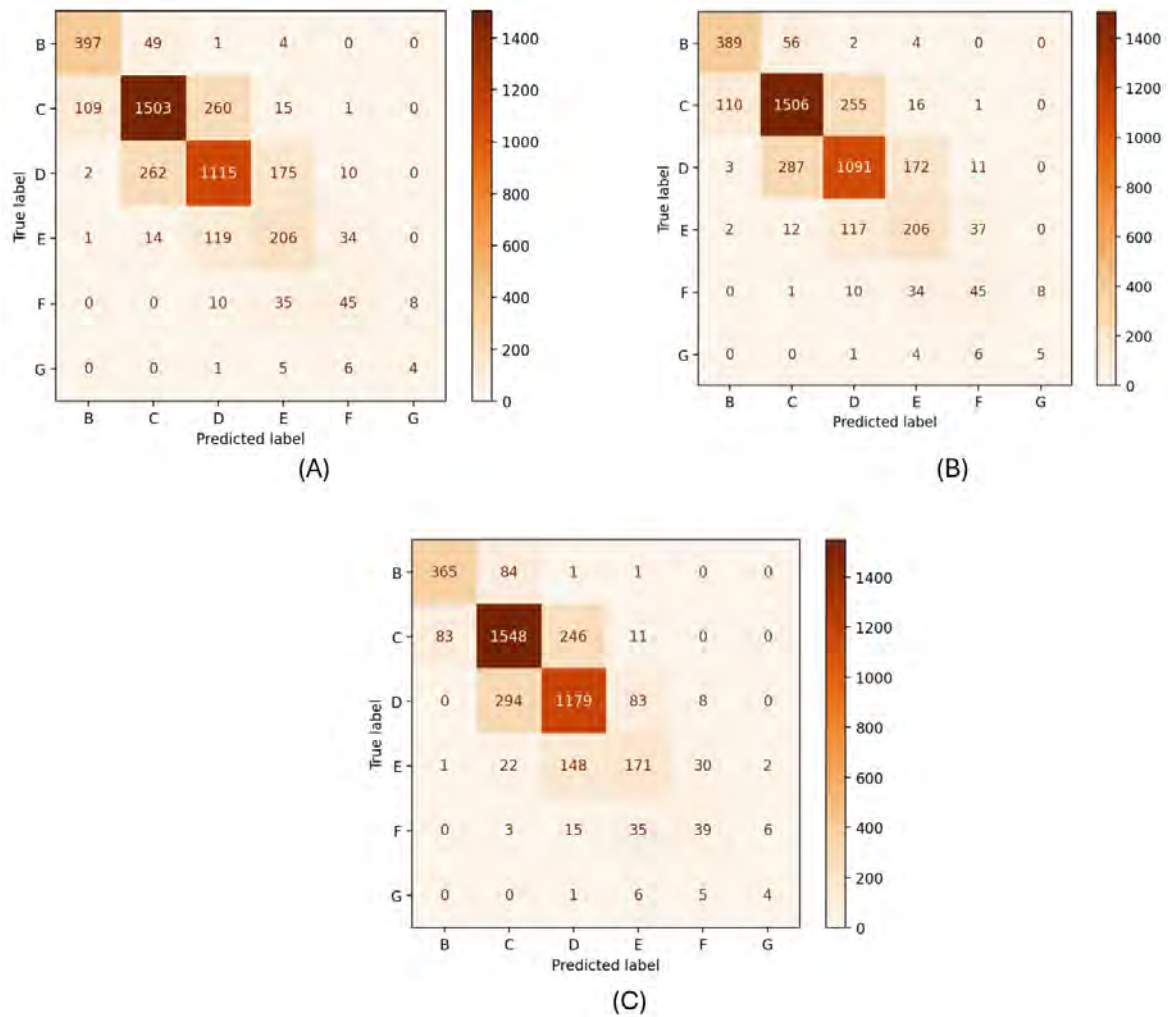 B 397 49 1 4 0 0
C 109 1503 260 15 1 0
D 2 262 1115 175 10 0
E 1 14 119 206 34 0
F 0 0 10 35 45 8
G 0 0 1 5 6 4
B C D E F G
Predicted label
True label
1400
1200
1000
800
600
400
200
0
(A)
B 389 56 2 4 0 0
C 110 1506 255 16 1 0
D 3 287 1091 172 11 0
E 2 12 117 206 37 0
F 0 1 10 34 45 8
G 0 0 1 4 6 5
B C D E F G
Predicted label
True label
1400
1200
1000
800
600
400
200
0
(B)
B 365 84 1 1 0 0
C 83 1548 246 11 0 0
D 0 294 1179 83 8 0
E 1 22 148 171 30 2
F 0 3 15 35 39 6
G 0 0 1 6 5 4
B C D E F G
Predicted label
True label
1400
1200
1000
800
600
400
200
0
(C)